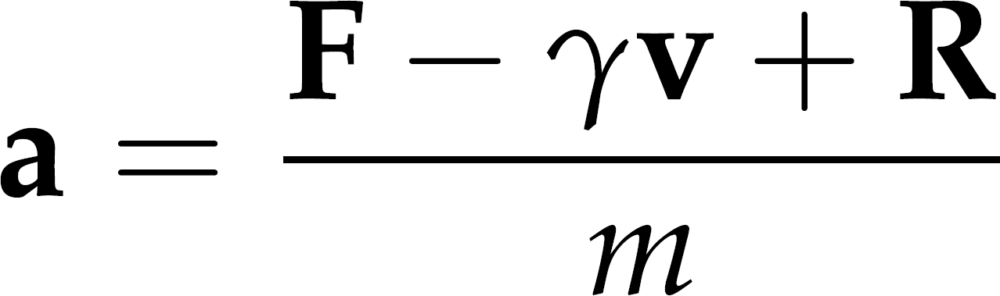 a = (F − γv + R) / m